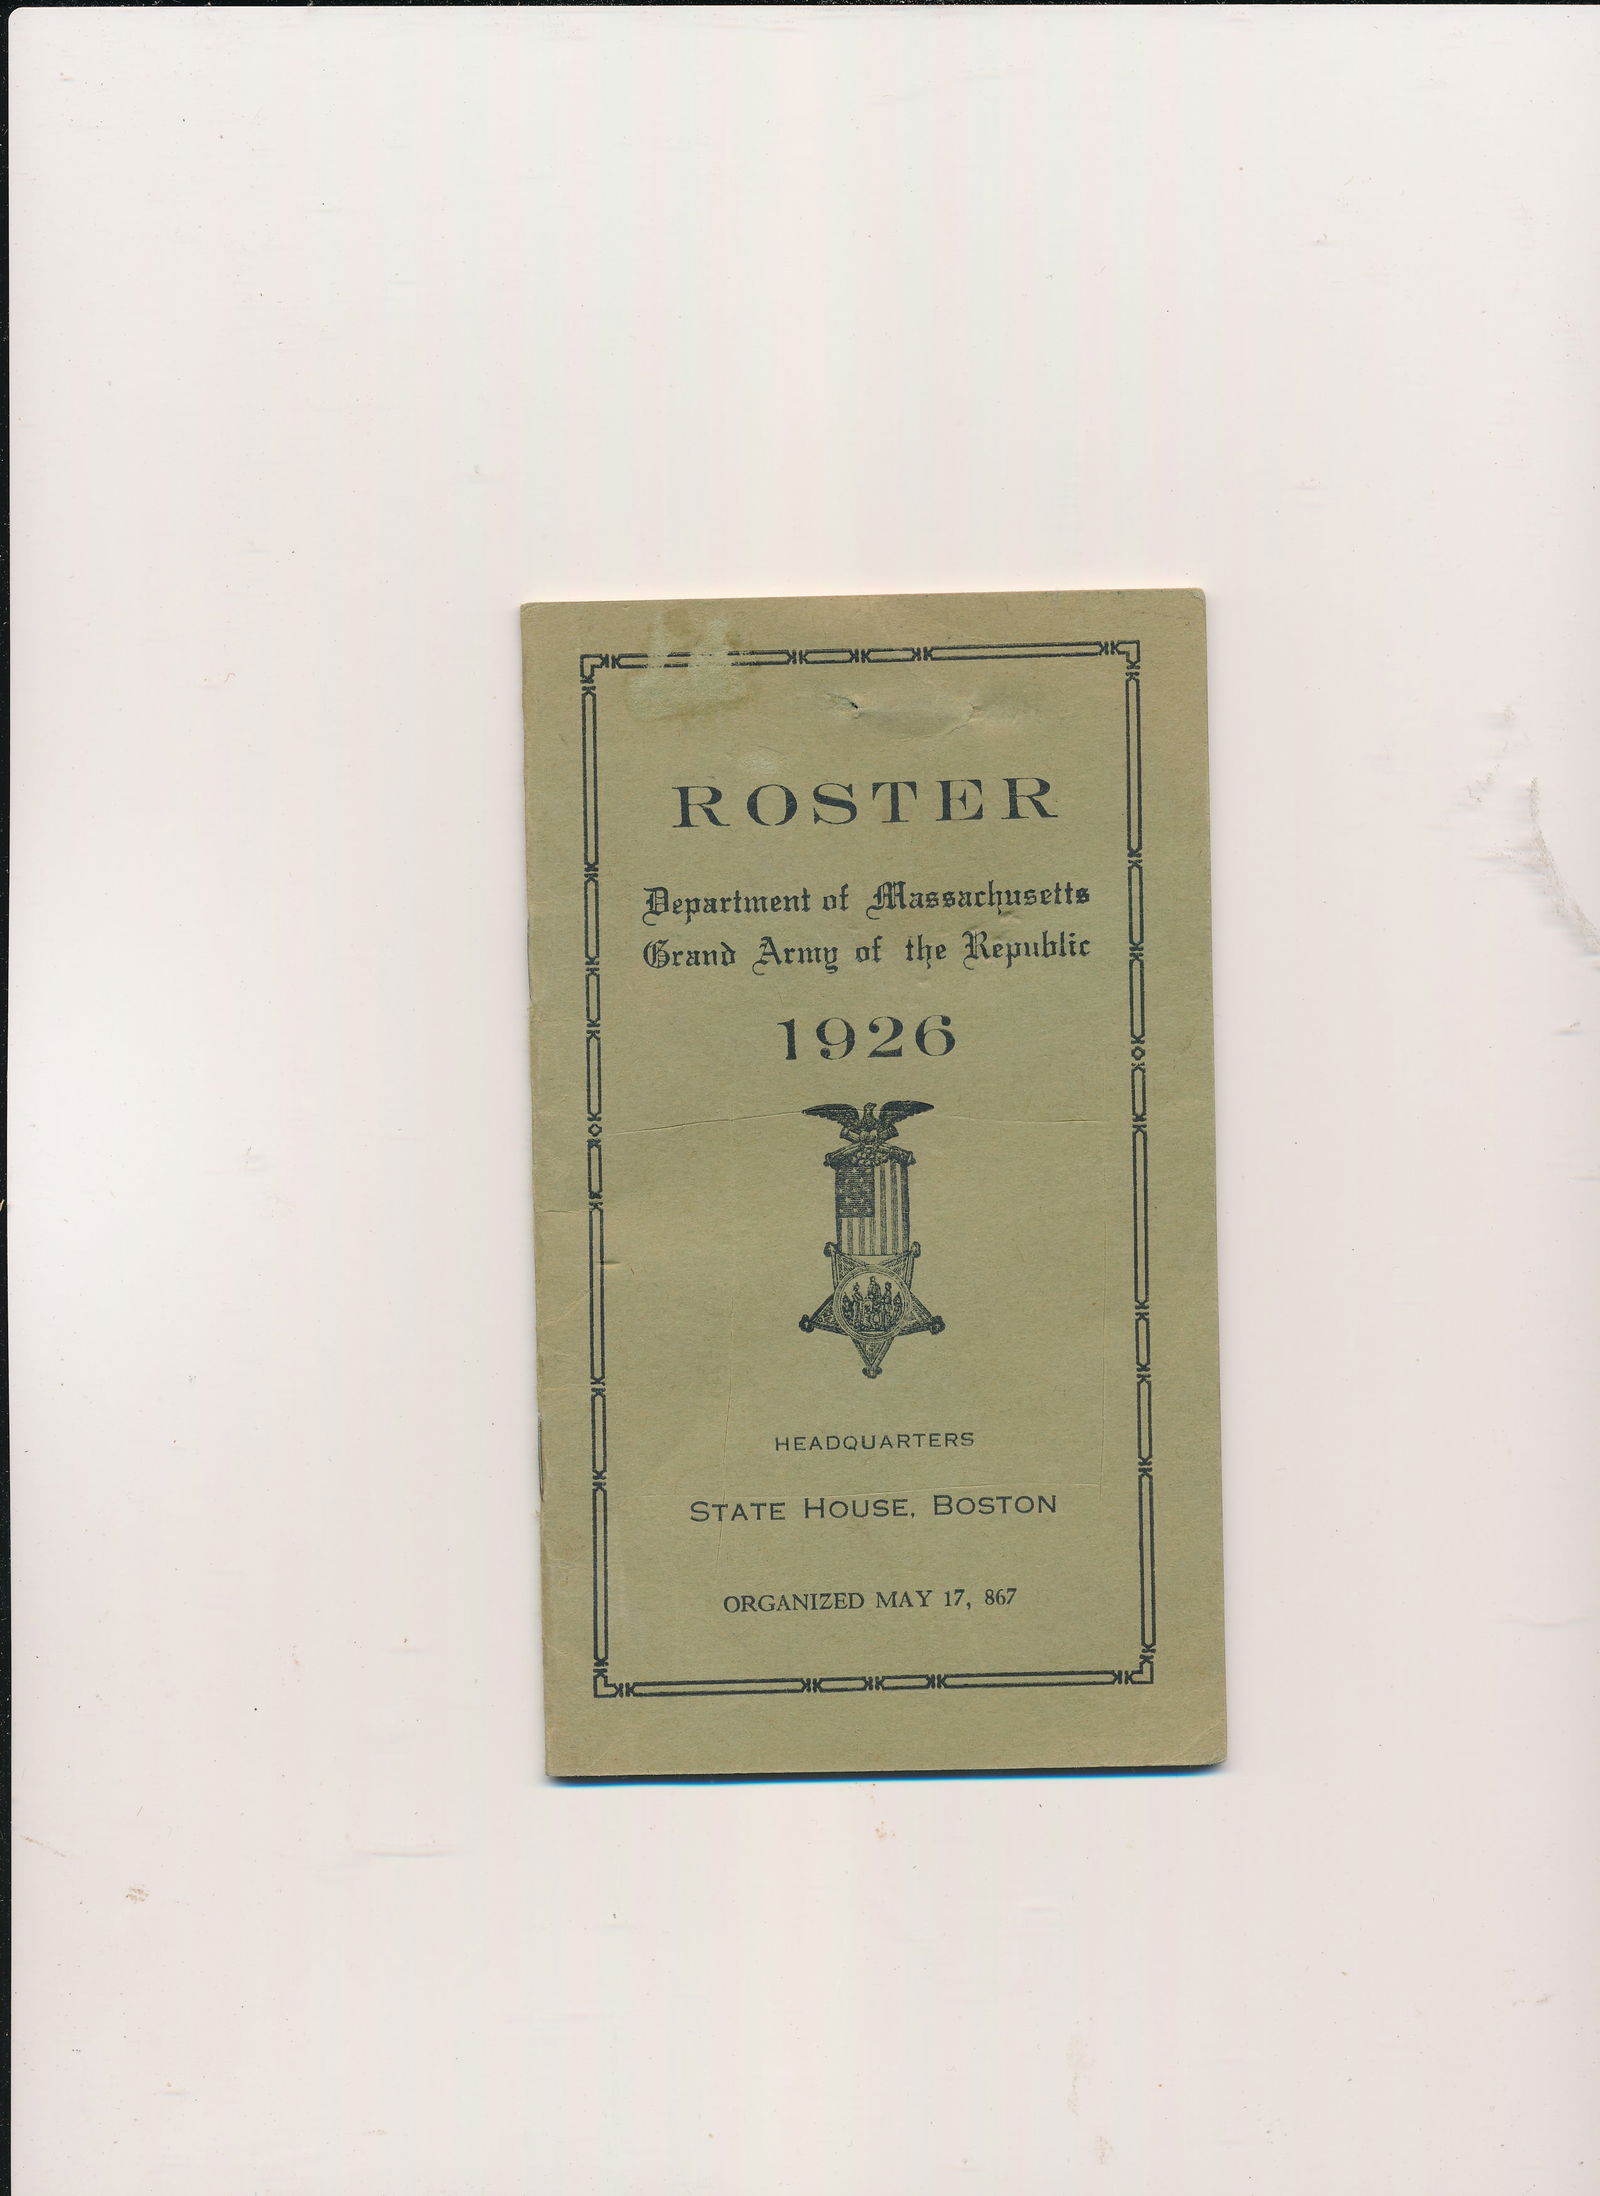 ROSTER
Department of Massachusetts
Grand Army of the Republic
1926
HEADQUARTERS
STATE HOUSE, BOSTON
ORGANIZED MAY 17, 867